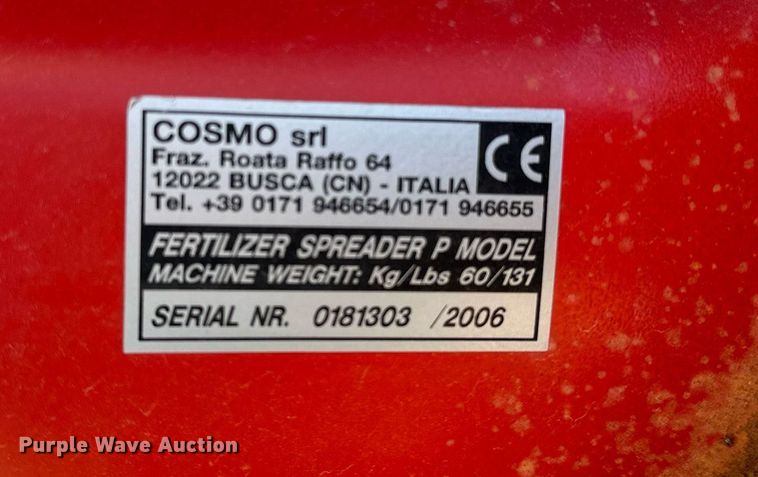 COSMO srl
Fraz. Roata Raffo 64
12022 BUSCA (CN) - ITALIA
Tel. +39 0171 946654/0171 946655
CE
FERTILIZER SPREADER P MODEL
MACHINE WEIGHT: Kg/Lbs 60/131
SERIAL NR. 0181303 /2006
Purple Wave Auction